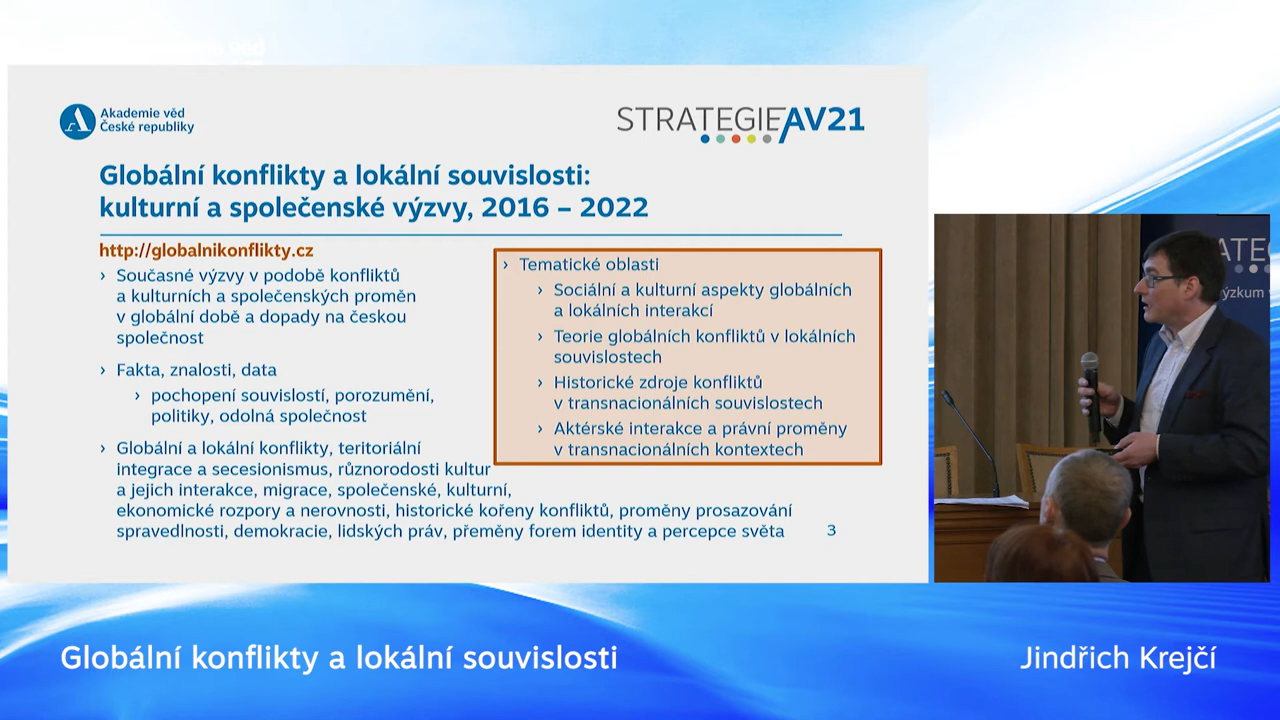 Akademie věd
České republiky
STRATEGIE AV21
Globální konflikty a lokální souvislosti:
kulturní a společenské výzvy, 2016 – 2022
http://globalnikonflikty.cz
› Současné výzvy v podobě konfliktů
a kulturních a společenských proměn
v globální době a dopady na českou
společnost
› Fakta, znalosti, data
› pochopení souvislostí, porozumění,
politiky, odolná společnost
› Globální a lokální konflikty, teritoriální
integrace a secesionismus, různorodosti kultur
a jejich interakce, migrace, společenské, kulturní,
ekonomické rozpory a nerovnosti, historické kořeny konfliktů, proměny prosazování
spravedlnosti, demokracie, lidských práv, přeměny forem identity a percepce světa
› Tematické oblasti
› Sociální a kulturní aspekty globálních
a lokálních interakcí
› Teorie globálních konfliktů v lokálních
souvislostech
› Historické zdroje konfliktů
v transnacionálních souvislostech
› Aktérské interakce a právní proměny
v transnacionálních kontextech
3
Globální konflikty a lokální souvislosti
Jindřich Krejčí